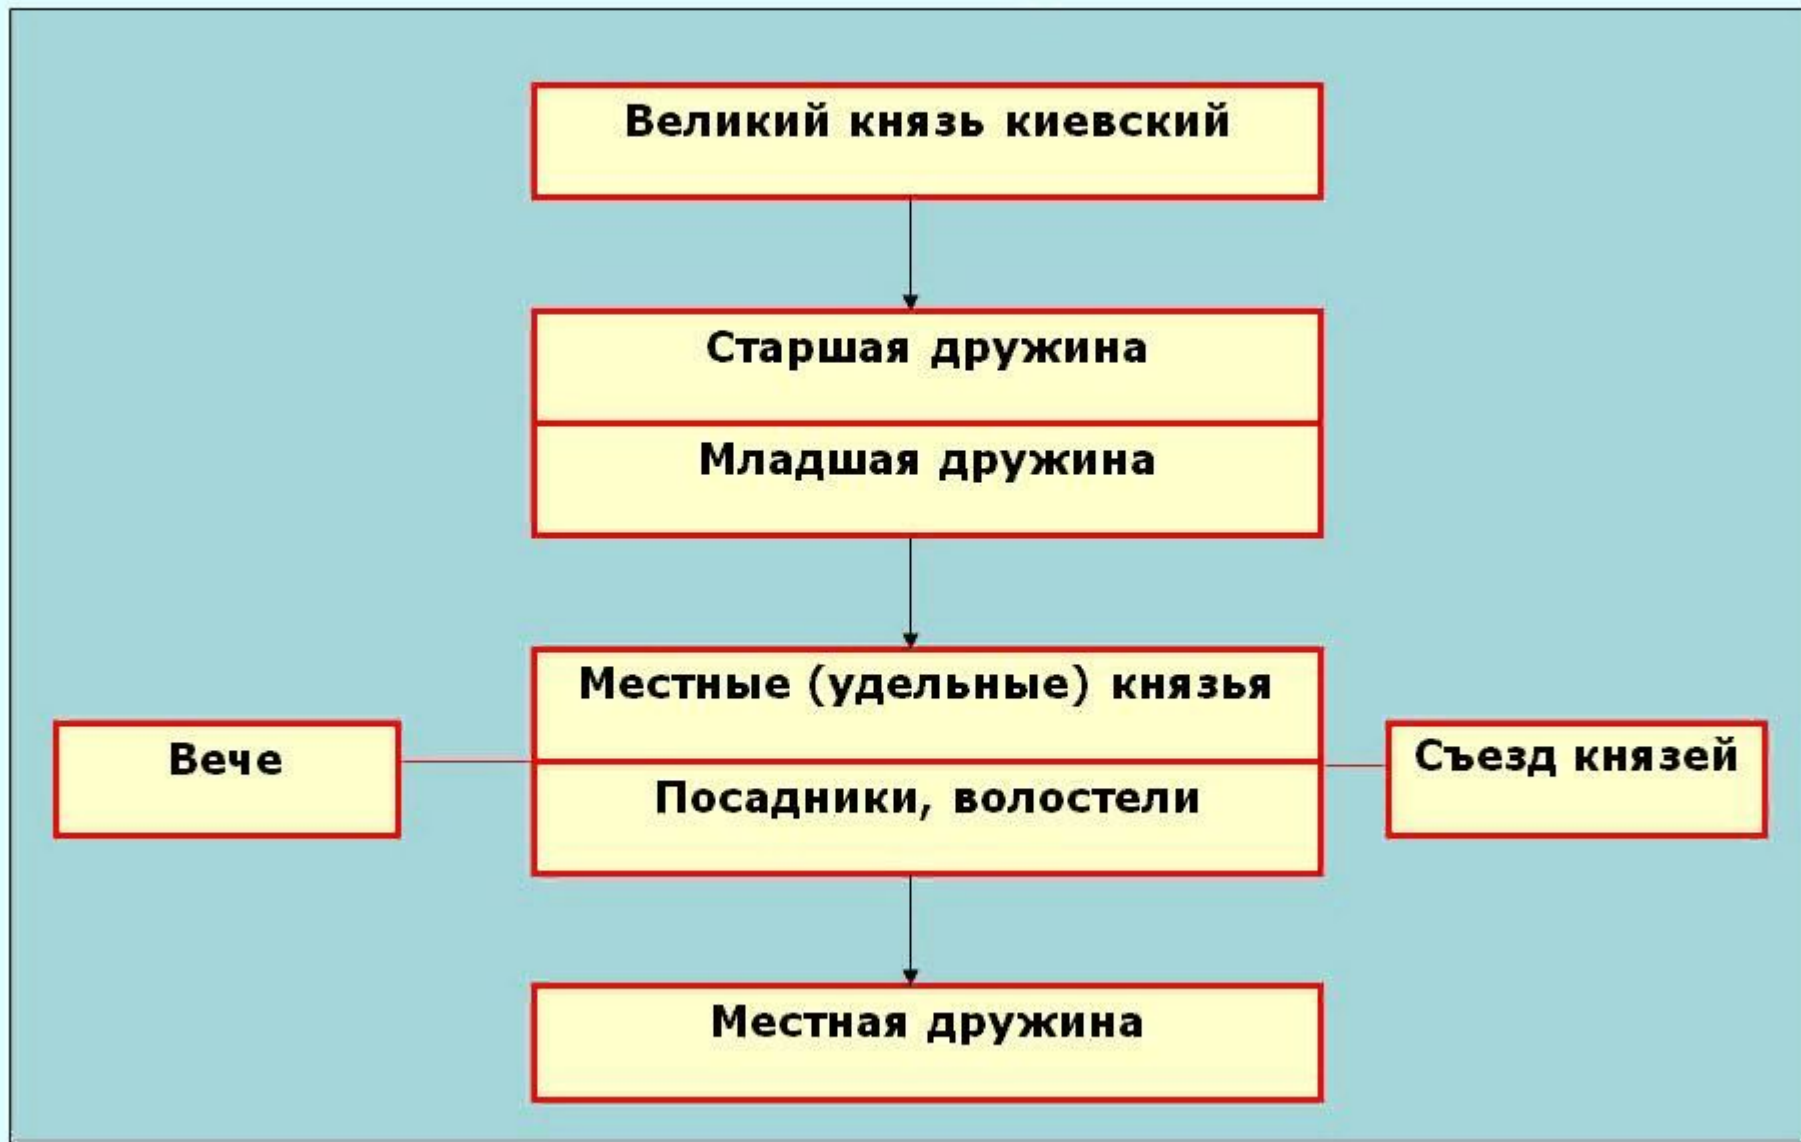 Великий князь киевский
Старшая дружина
Младшая дружина
Местные (удельные) князья
Вече
Съезд князей
Посадники, волостели
Местная дружина